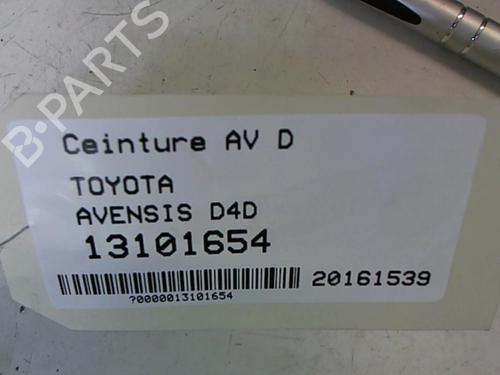 B-PARTS
Ceinture AV D
TOYOTA
AVENSIS D4D
13101654
20161539
?0000013101654